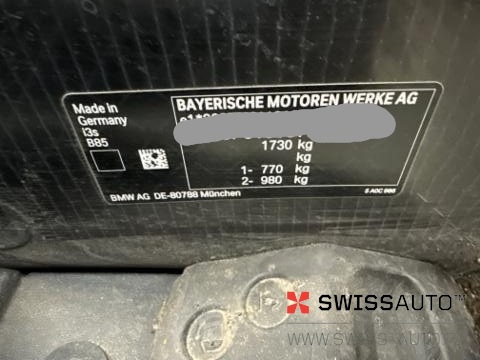 Made in
Germany
I3s
B85
BAYERISCHE MOTOREN WERKE AG
1730 kg
kg
1- 770 kg
2- 980 kg
BMW AG DE-80788 München
SWISSAUTO™